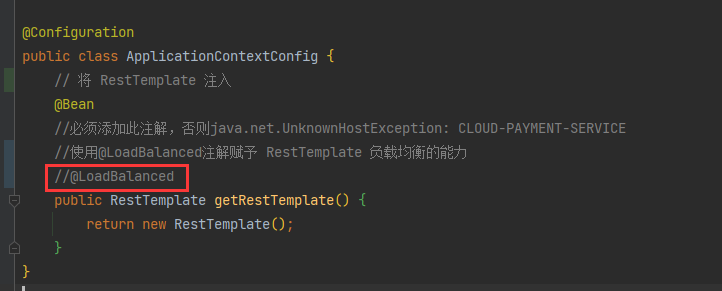 @Configuration
public class ApplicationContextConfig {
// 将 RestTemplate 注入
@Bean
//必须添加此注解，否则java.net.UnknownHostException: CLOUD-PAYMENT-SERVICE
//使用@LoadBalanced注解赋予 RestTemplate 负载均衡的能力
//@LoadBalanced
public RestTemplate getRestTemplate() {
return new RestTemplate();
}
}